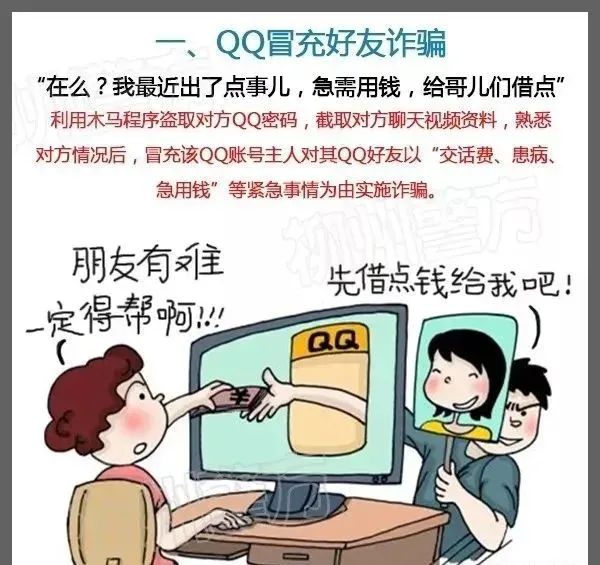 一、QQ冒充好友诈骗
“在么？我最近出了点事儿，急需用钱，给哥儿们借点”
利用木马程序盗取对方QQ密码，截取对方聊天视频资料，熟悉
对方情况后，冒充该QQ账号主人对其QQ好友以“交话费、患病、
急用钱”等紧急事情为由实施诈骗。
朋友有难
一定得帮啊!!!
先借点钱给我吧！
QQ
¥
柳州警方
柳州警方